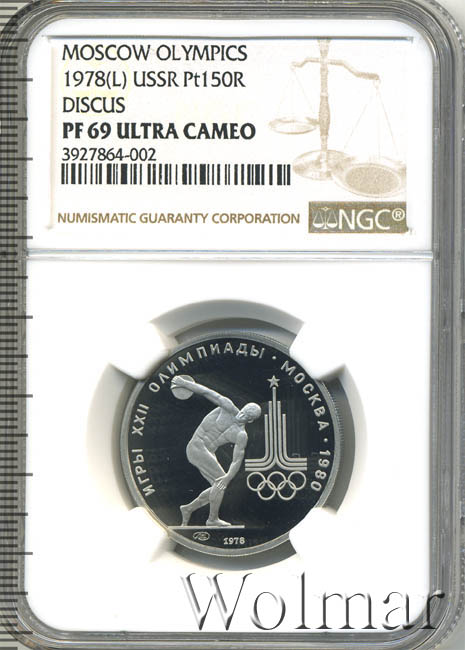 MOSCOW OLYMPICS
1978(L) USSR Pt150R
DISCUS
PF 69 ULTRA CAMEO
3927864-002
NUMISMATIC GUARANTY CORPORATION
NGC®
ИГРЫ XXII ОЛИМПИАДЫ · МОСКВА · 1980
1978
Wolmar